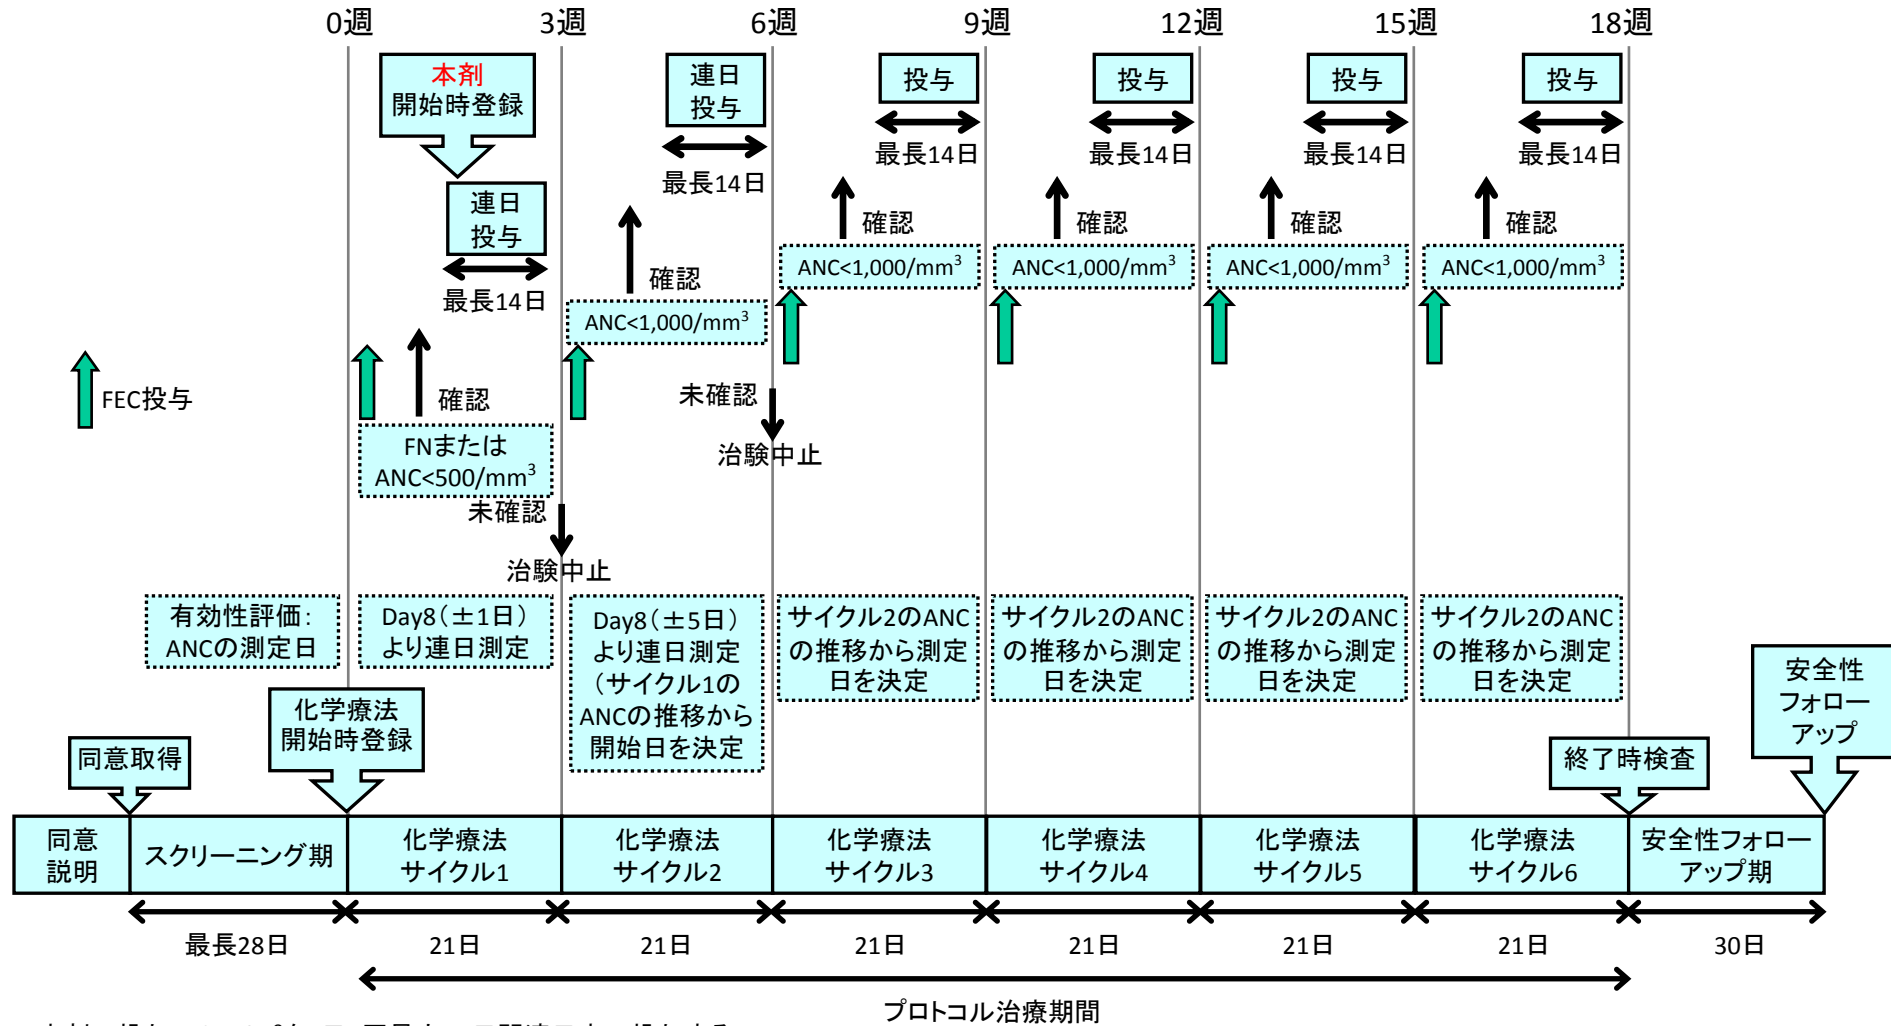 0週
3週
6週
9週
12週
15週
18週
本剤
開始時登録
連日
投与
最長14日
連日
投与
最長14日
投与
最長14日
投与
最長14日
投与
最長14日
投与
最長14日
確認
確認
確認
確認
確認
確認
ANC<1,000/mm³
ANC<1,000/mm³
ANC<1,000/mm³
ANC<1,000/mm³
ANC<1,000/mm³
FEC投与
FNまたは
ANC<500/mm³
未確認
治験中止
未確認
治験中止
有効性評価:
ANCの測定日
Day8(±1日)
より連日測定
Day8(±5日)
より連日測定
(サイクル1の
ANCの推移から
開始日を決定
サイクル2のANC
の推移から測定
日を決定
サイクル2のANC
の推移から測定
日を決定
サイクル2のANC
の推移から測定
日を決定
サイクル2のANC
の推移から測定
日を決定
同意取得
化学療法
開始時登録
終了時検査
安全性
フォロー
アップ
同意
説明
スクリーニング期
化学療法
サイクル1
化学療法
サイクル2
化学療法
サイクル3
化学療法
サイクル4
化学療法
サイクル5
化学療法
サイクル6
安全性フォロー
アップ期
最長28日
21日
21日
21日
21日
21日
21日
30日
プロトコル治療期間